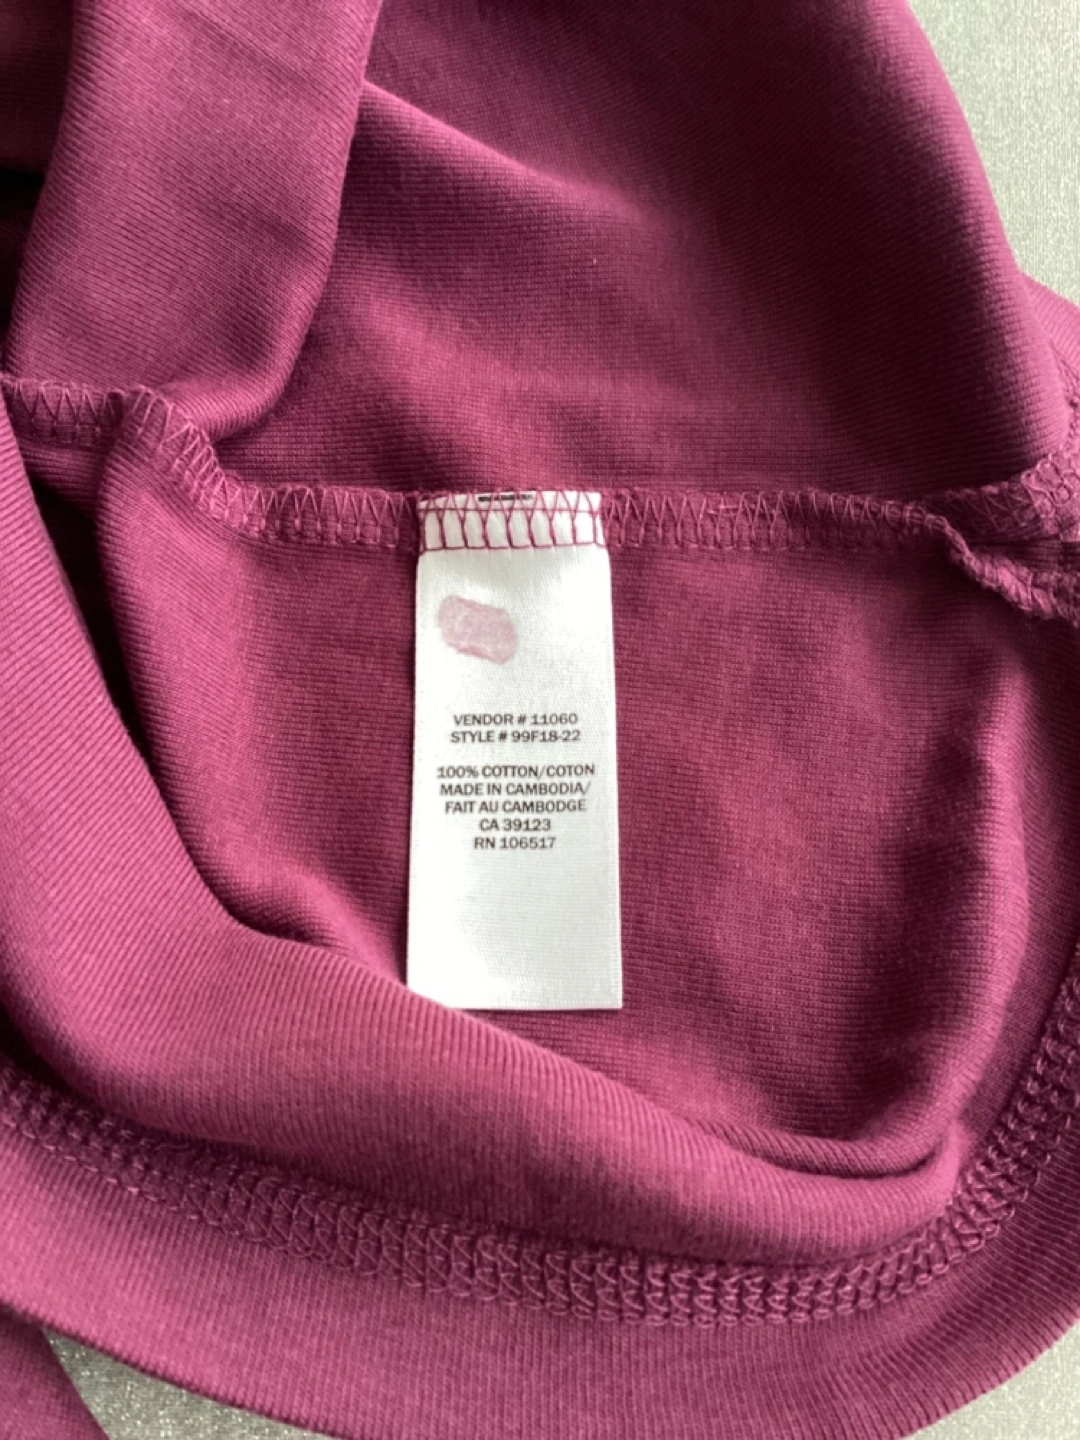 VENDOR # 11060
STYLE # 99F18-22
100% COTTON/COTON
MADE IN CAMBODIA/
FAIT AU CAMBODGE
CA 39123
RN 106517